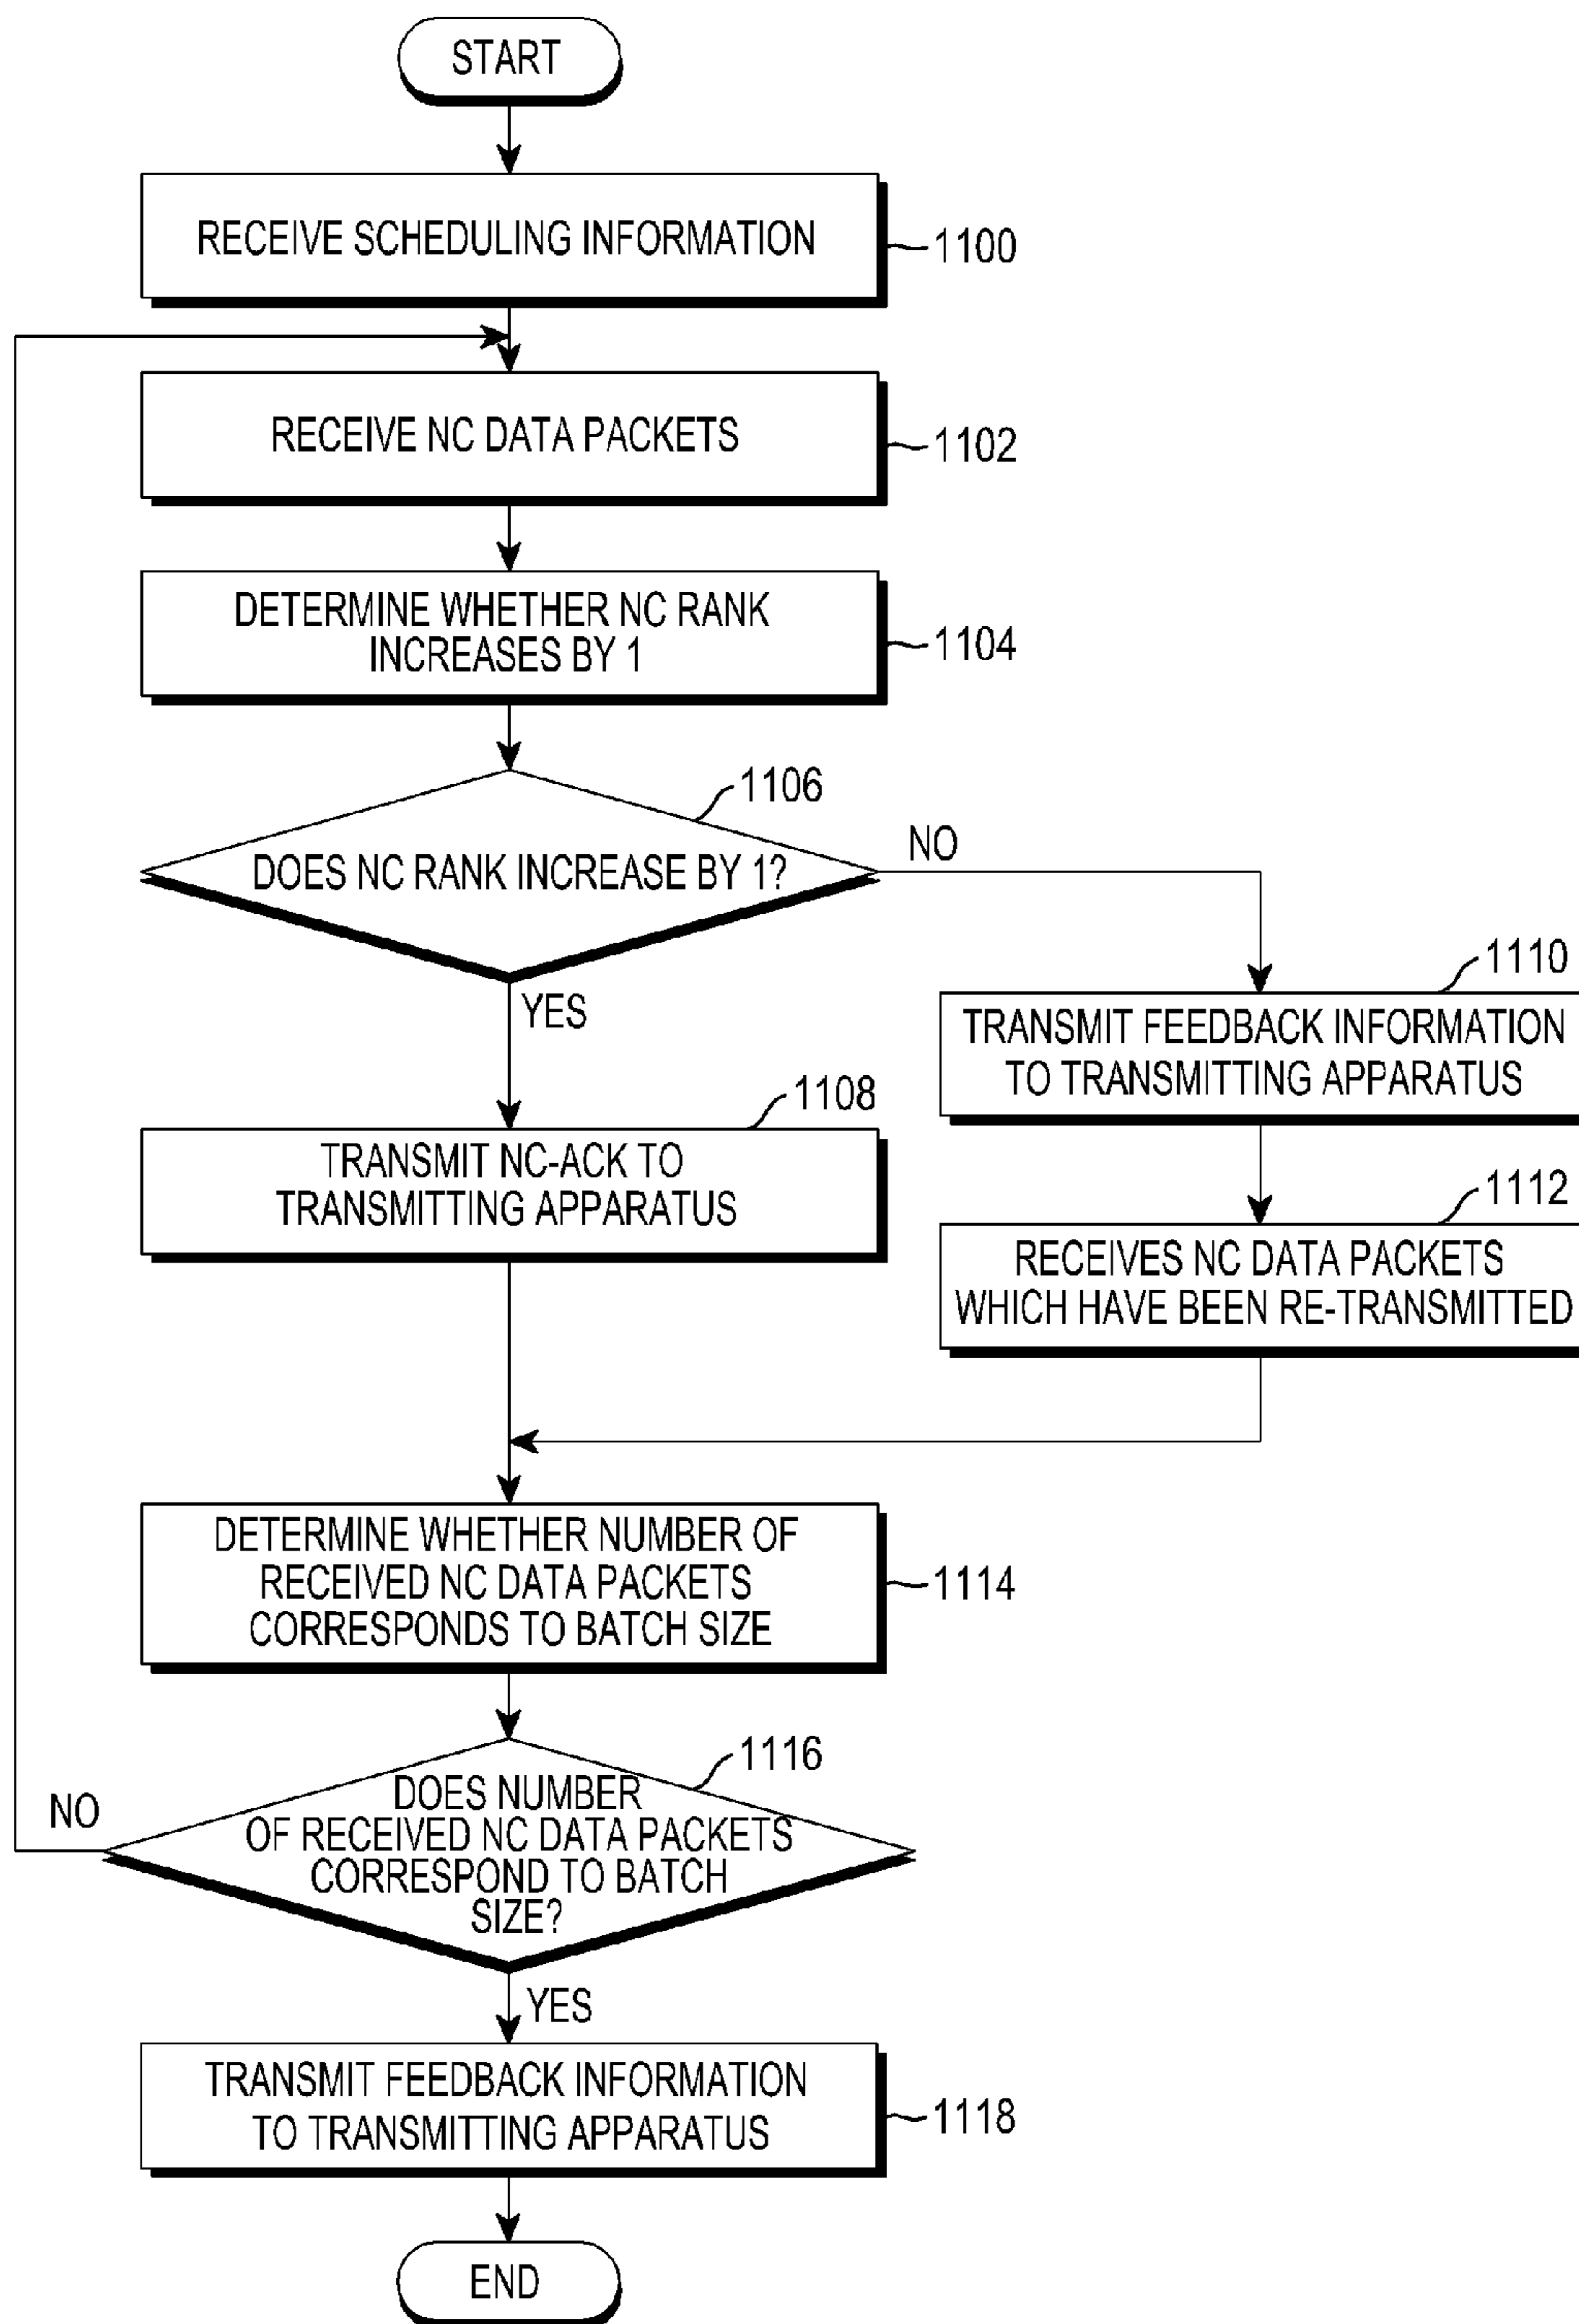 START
RECEIVE SCHEDULING INFORMATION
1100
RECEIVE NC DATA PACKETS
1102
DETERMINE WHETHER NC RANK
INCREASES BY 1
1104
1106
DOES NC RANK INCREASE BY 1?
NO
YES
1108
TRANSMIT NC-ACK TO
TRANSMITTING APPARATUS
1110
TRANSMIT FEEDBACK INFORMATION
TO TRANSMITTING APPARATUS
1112
RECEIVES NC DATA PACKETS
WHICH HAVE BEEN RE-TRANSMITTED
DETERMINE WHETHER NUMBER OF
RECEIVED NC DATA PACKETS
CORRESPONDS TO BATCH SIZE
1114
1116
DOES NUMBER
OF RECEIVED NC DATA PACKETS
CORRESPOND TO BATCH
SIZE?
NO
YES
TRANSMIT FEEDBACK INFORMATION
TO TRANSMITTING APPARATUS
1118
END